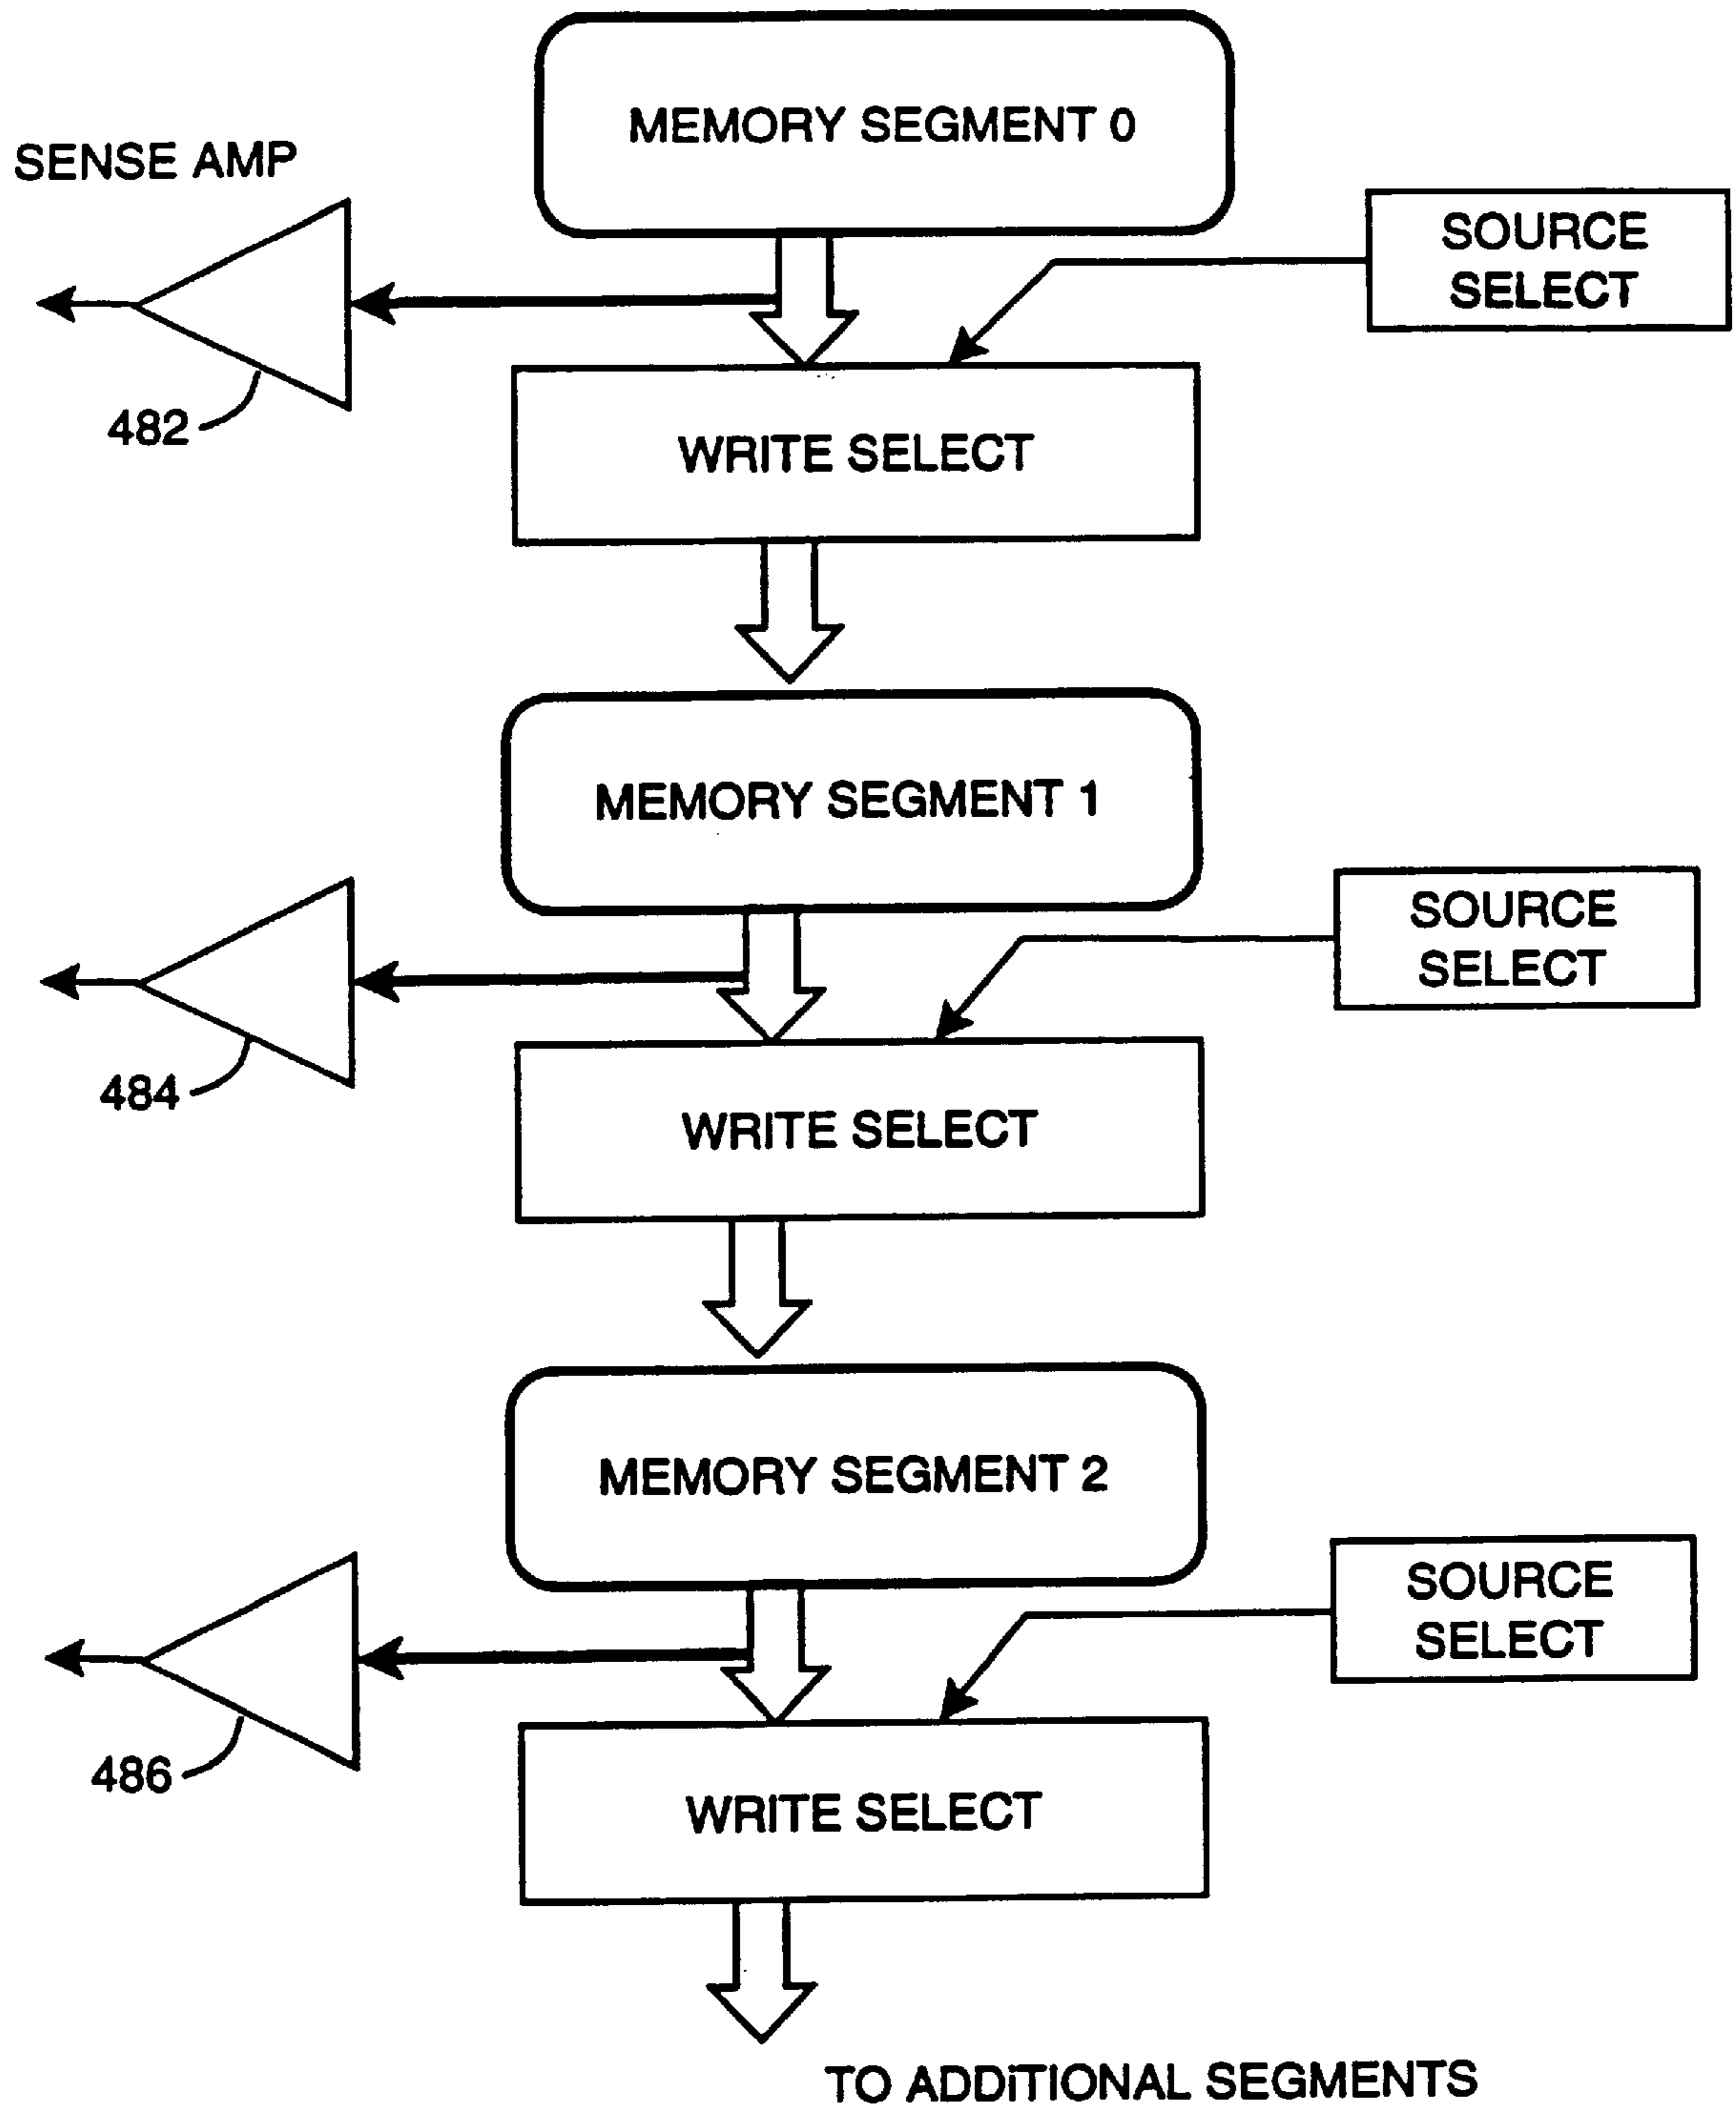 MEMORY SEGMENT 0
SENSE AMP
SOURCE
SELECT
482
WRITE SELECT
MEMORY SEGMENT 1
SOURCE
SELECT
484
WRITE SELECT
MEMORY SEGMENT 2
SOURCE
SELECT
486
WRITE SELECT
TO ADDITIONAL SEGMENTS